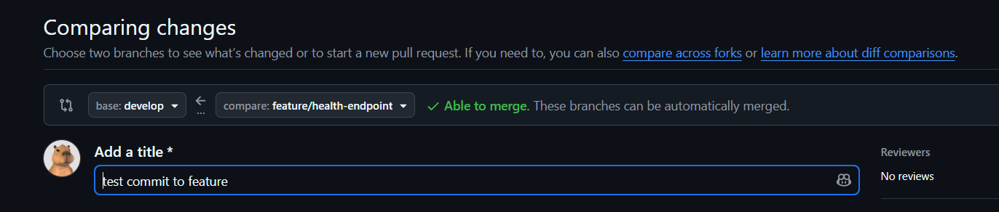 Comparing changes
Choose two branches to see what's changed or to start a new pull request. If you need to, you can also compare across forks or learn more about diff comparisons.
base: develop ... compare: feature/health-endpoint Able to merge. These branches can be automatically merged.
Add a title *
test commit to feature
Reviewers
No reviews